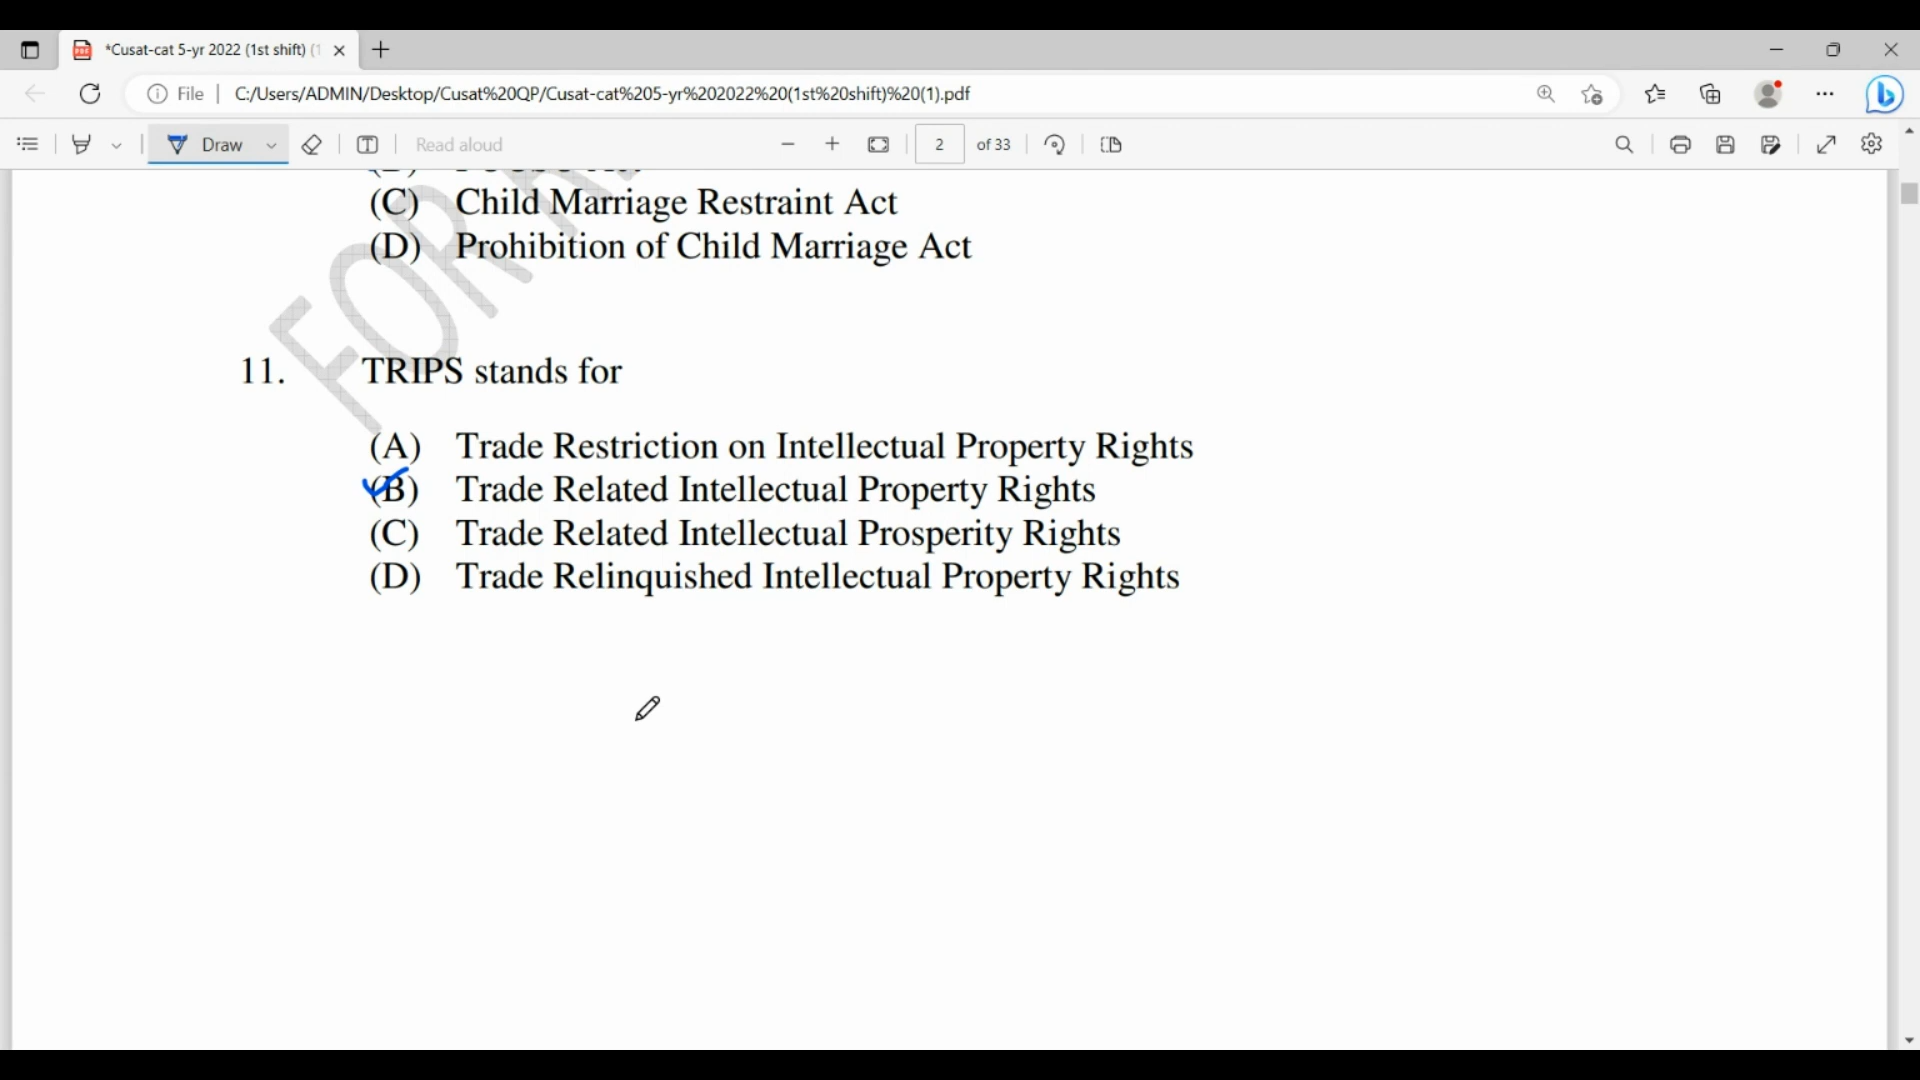 *Cusat-cat 5-yr 2022 (1st shift) (1
File | C:/Users/ADMIN/Desktop/Cusat%20QP/Cusat-cat%205-yr%202022%20(1st%20shift)%20(1).pdf
Draw Read aloud 2 of 33
(C) Child Marriage Restraint Act
(D) Prohibition of Child Marriage Act
FOR
11. TRIPS stands for
(A) Trade Restriction on Intellectual Property Rights
(B) Trade Related Intellectual Property Rights
(C) Trade Related Intellectual Prosperity Rights
(D) Trade Relinquished Intellectual Property Rights